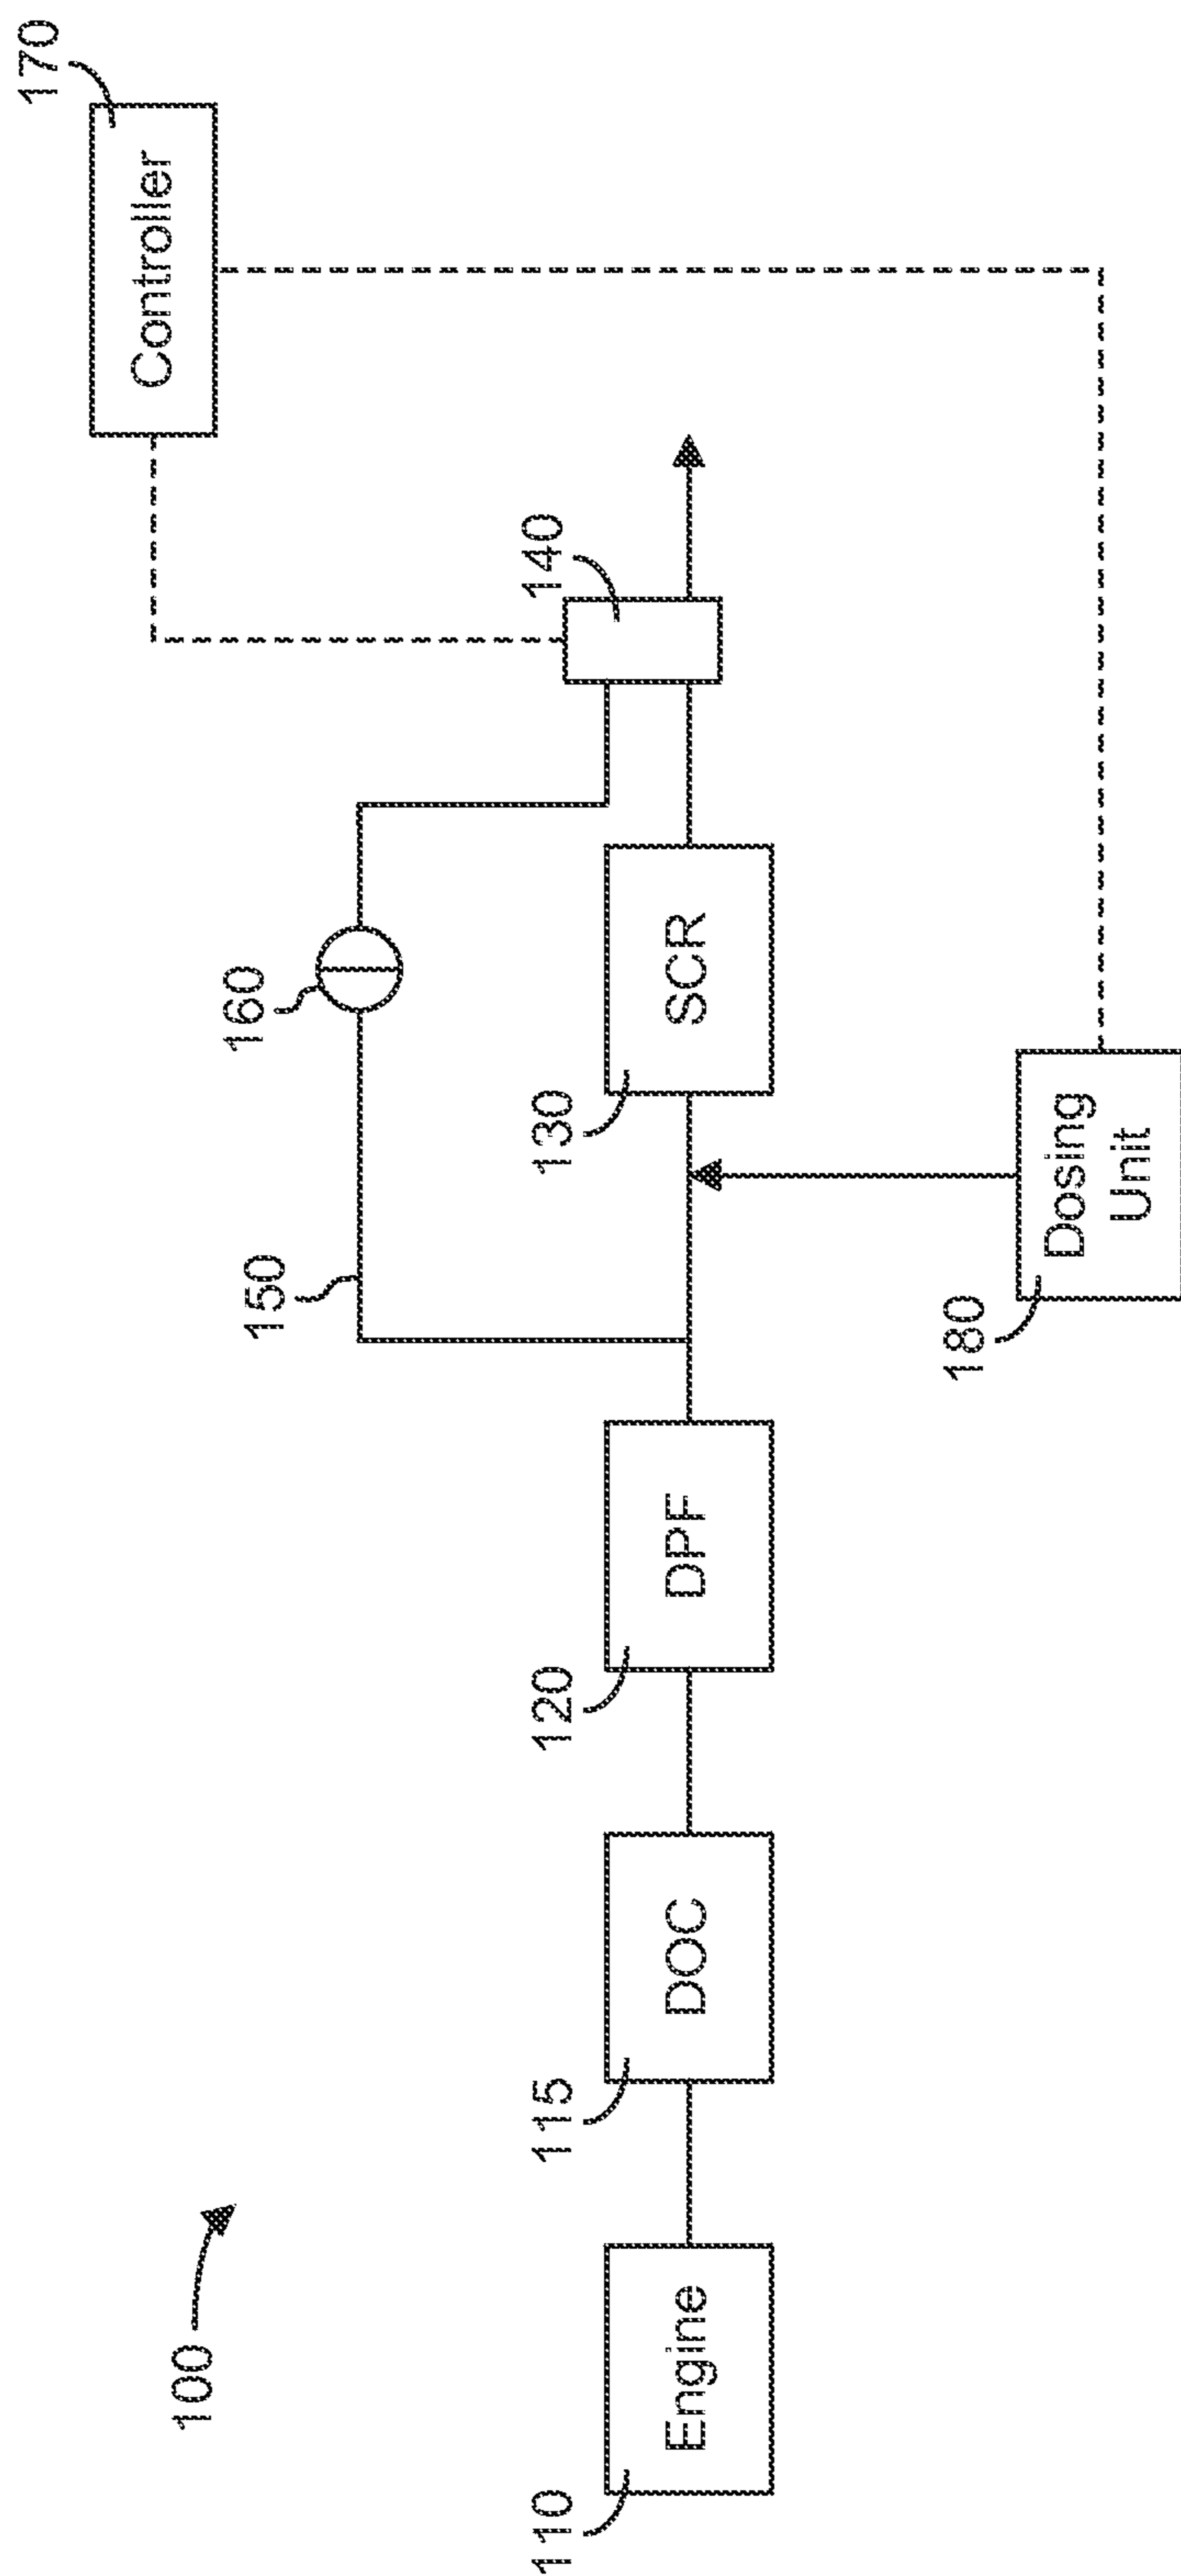 100
110
Engine
115
DOC
120
DPF
150
160
130
SCR
140
170
Controller
180
Dosing
Unit